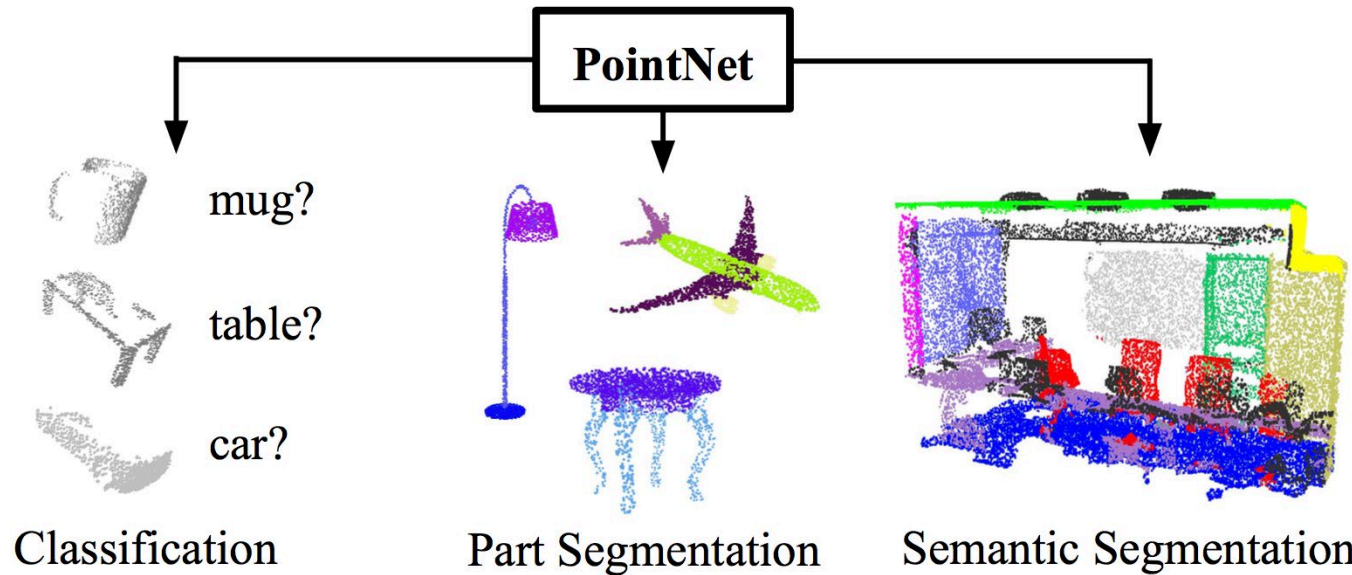 PointNet
mug?
table?
car?
Classification
Part Segmentation
Semantic Segmentation